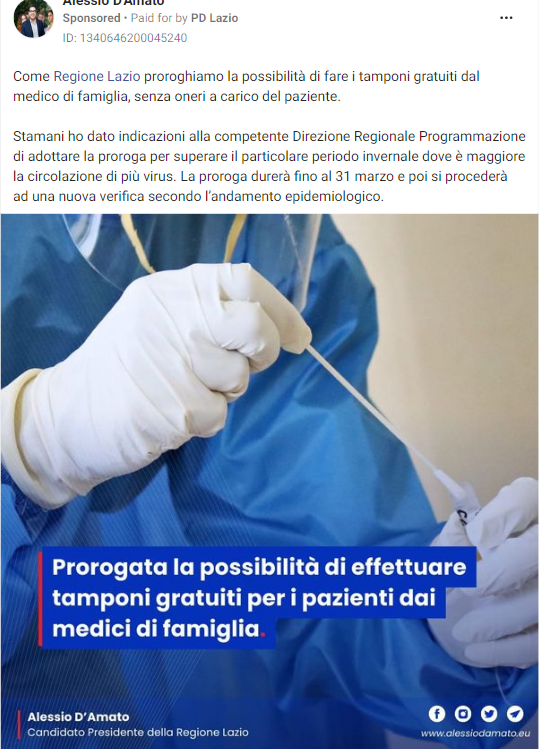 Alessio D'Amato
Sponsored • Paid for by PD Lazio
ID: 1340646200045240
Come Regione Lazio proroghiamo la possibilità di fare i tamponi gratuiti dal
medico di famiglia, senza oneri a carico del paziente.
Stamani ho dato indicazioni alla competente Direzione Regionale Programmazione
di adottare la proroga per superare il particolare periodo invernale dove è maggiore
la circolazione di più virus. La proroga durerà fino al 31 marzo e poi si procederà
ad una nuova verifica secondo l'andamento epidemiologico.
Prorogata la possibilità di effettuare
tamponi gratuiti per i pazienti dai
medici di famiglia.
Alessio D'Amato
Candidato Presidente della Regione Lazio
www.alessiodamato.eu